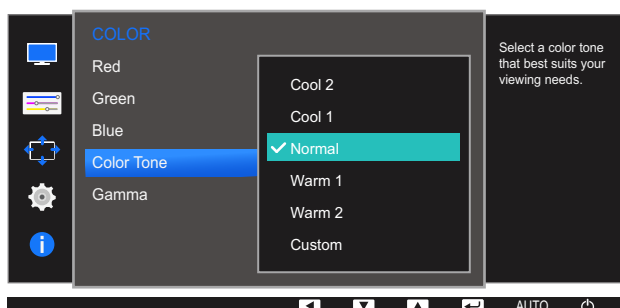 COLOR
Red
Green
Blue
Color Tone
Gamma
Cool 2
Cool 1
Normal
Warm 1
Warm 2
Custom
Select a color tone
that best suits your
viewing needs.
AUTO